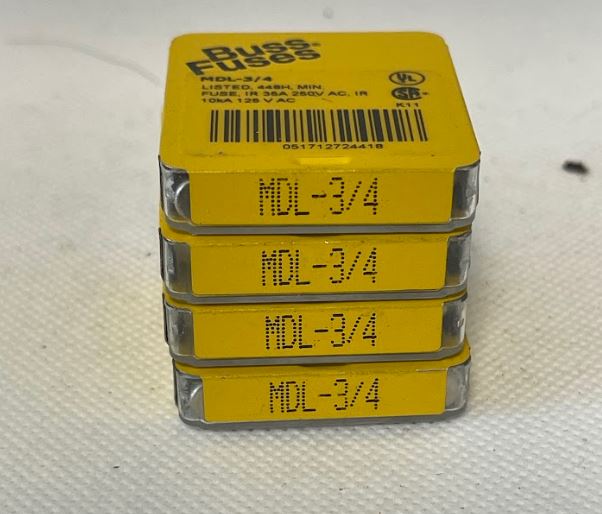 Buss®
Fuses
MDL-3/4
LISTED, 448H, MIN.
FUSE, IR 35A 250V AC, IR
10kA 125 V AC
UL
K11
051712724418
MDL-3/4
MDL-3/4
MDL-3/4
MDL-3/4